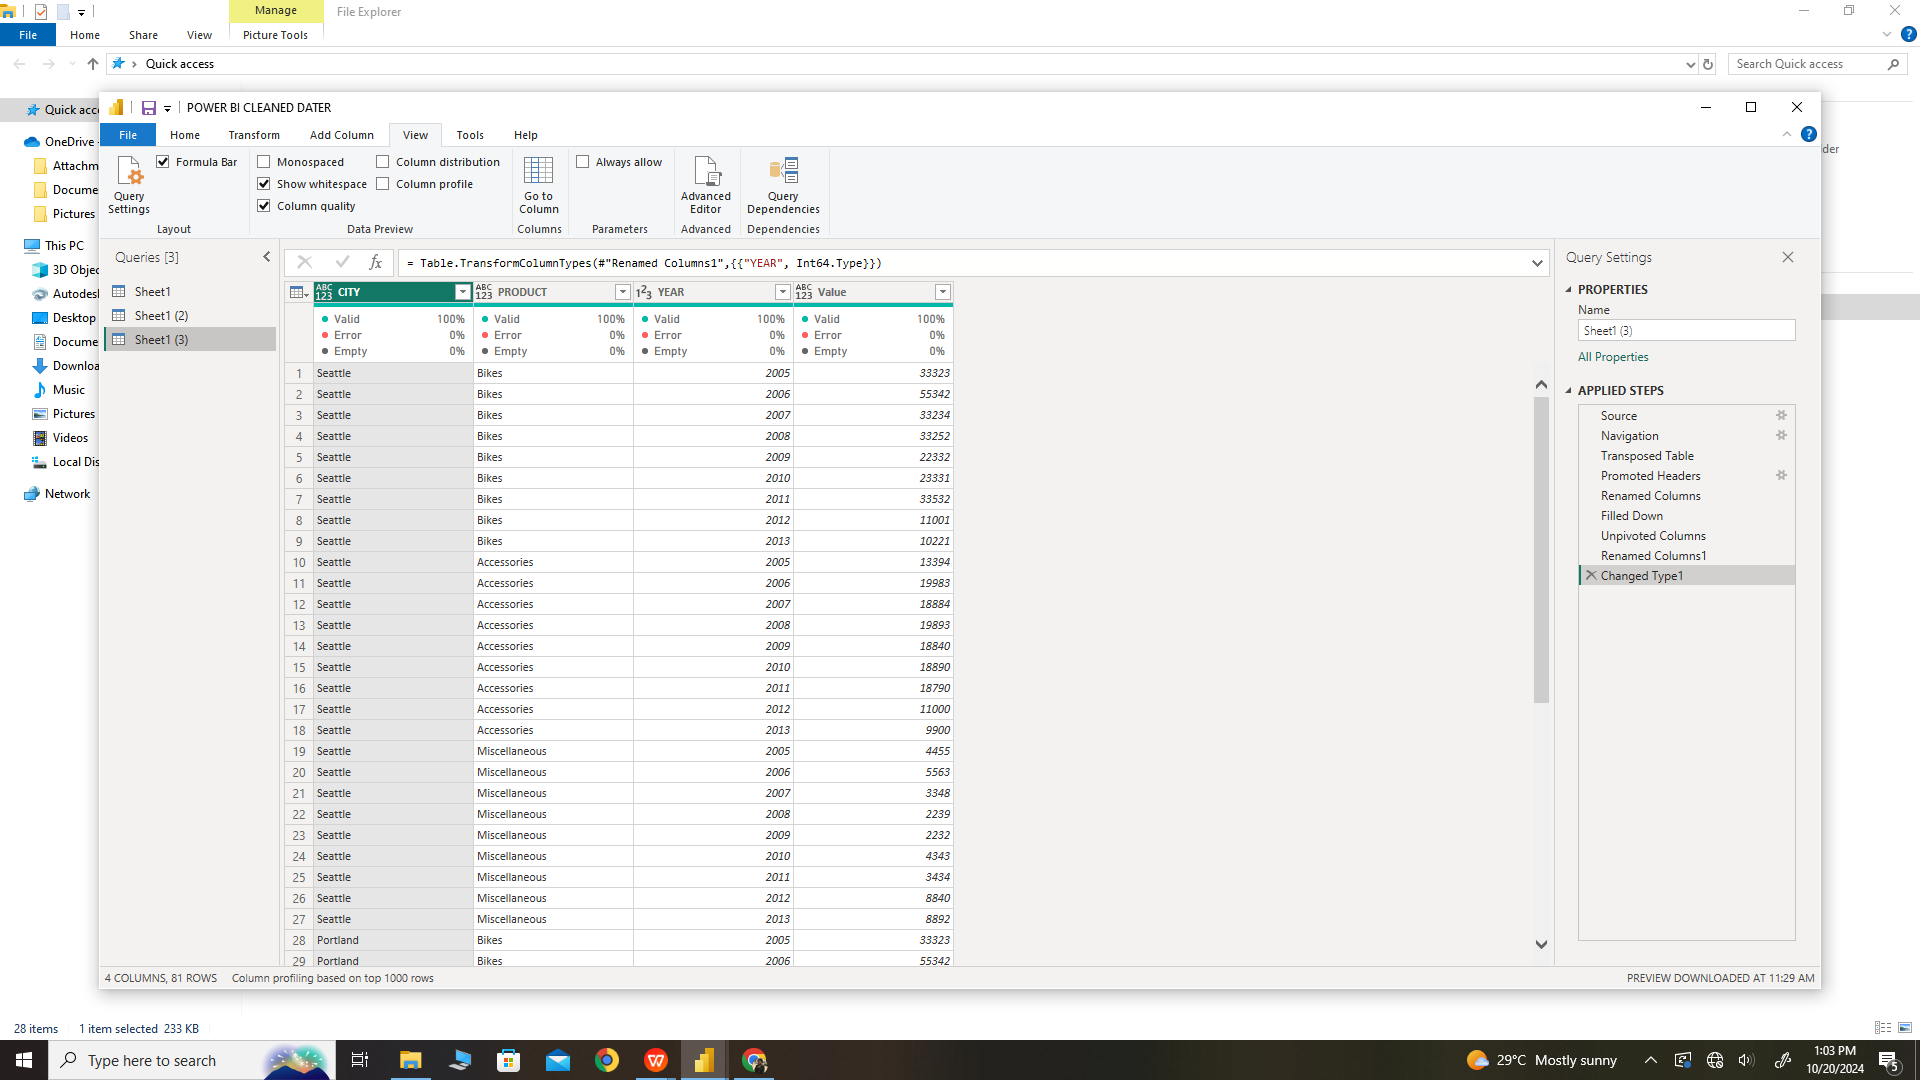 Manage
File Explorer
File
Home
Share
View
Picture Tools
Quick access
Search Quick access
Quick acc
OneDrive
Attachm
Docume
Pictures
This PC
3D Objec
Autodes
Desktop
Docume
Downloa
Music
Pictures
Videos
Local Dis
Network
der
POWER BI CLEANED DATER
File
Home
Transform
Add Column
View
Tools
Help
Query Settings
Formula Bar
Layout
Monospaced
Show whitespace
Column quality
Column distribution
Column profile
Data Preview
Go to Column
Columns
Always allow
Parameters
Advanced Editor
Advanced
Query Dependencies
Dependencies
Queries [3]
Sheet1
Sheet1 (2)
Sheet1 (3)
fx
= Table.TransformColumnTypes(#"Renamed Columns1",{{"YEAR", Int64.Type}})
ABC 123 CITY ABC 123 PRODUCT 123 YEAR ABC 123 Value
Valid 100% Valid 100% Valid 100% Valid 100%
Error 0% Error 0% Error 0% Error 0%
Empty 0% Empty 0% Empty 0% Empty 0%
1 Seattle Bikes 2005 33323
2 Seattle Bikes 2006 55342
3 Seattle Bikes 2007 33234
4 Seattle Bikes 2008 33252
5 Seattle Bikes 2009 22332
6 Seattle Bikes 2010 23331
7 Seattle Bikes 2011 33532
8 Seattle Bikes 2012 11001
9 Seattle Bikes 2013 10221
10 Seattle Accessories 2005 13394
11 Seattle Accessories 2006 19983
12 Seattle Accessories 2007 18884
13 Seattle Accessories 2008 19893
14 Seattle Accessories 2009 18840
15 Seattle Accessories 2010 18890
16 Seattle Accessories 2011 18790
17 Seattle Accessories 2012 11000
18 Seattle Accessories 2013 9900
19 Seattle Miscellaneous 2005 4455
20 Seattle Miscellaneous 2006 5563
21 Seattle Miscellaneous 2007 3348
22 Seattle Miscellaneous 2008 2239
23 Seattle Miscellaneous 2009 2232
24 Seattle Miscellaneous 2010 4343
25 Seattle Miscellaneous 2011 3434
26 Seattle Miscellaneous 2012 8840
27 Seattle Miscellaneous 2013 8892
28 Portland Bikes 2005 33323
29 Portland Bikes 2006 55342
Query Settings
PROPERTIES
Name
Sheet1 (3)
All Properties
APPLIED STEPS
Source
Navigation
Transposed Table
Promoted Headers
Renamed Columns
Filled Down
Unpivoted Columns
Renamed Columns1
Changed Type1
4 COLUMNS, 81 ROWS
Column profiling based on top 1000 rows
PREVIEW DOWNLOADED AT 11:29 AM
28 items
1 item selected 233 KB
Type here to search
29°C Mostly sunny
1:03 PM
10/20/2024
5